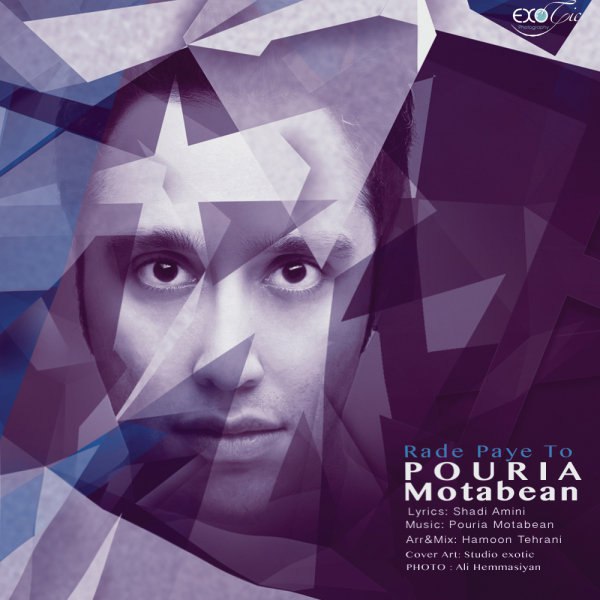 EXOTic
Photography
Rade Paye To
POURIA
Motabean
Lyrics: Shadi Amini
Music: Pouria Motabean
Arr&Mix: Hamoon Tehrani
Cover Art: Studio exotic
PHOTO : Ali Hemmasiyan